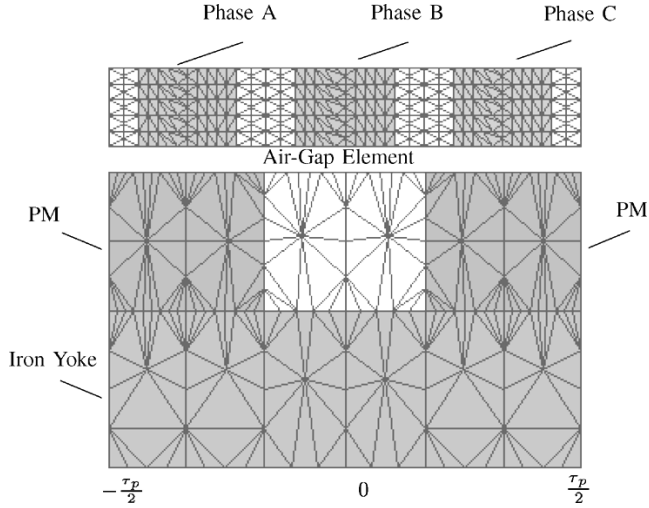 Phase A
Phase B
Phase C
Air-Gap Element
PM
PM
Iron Yoke
−τp/2
0
τp/2